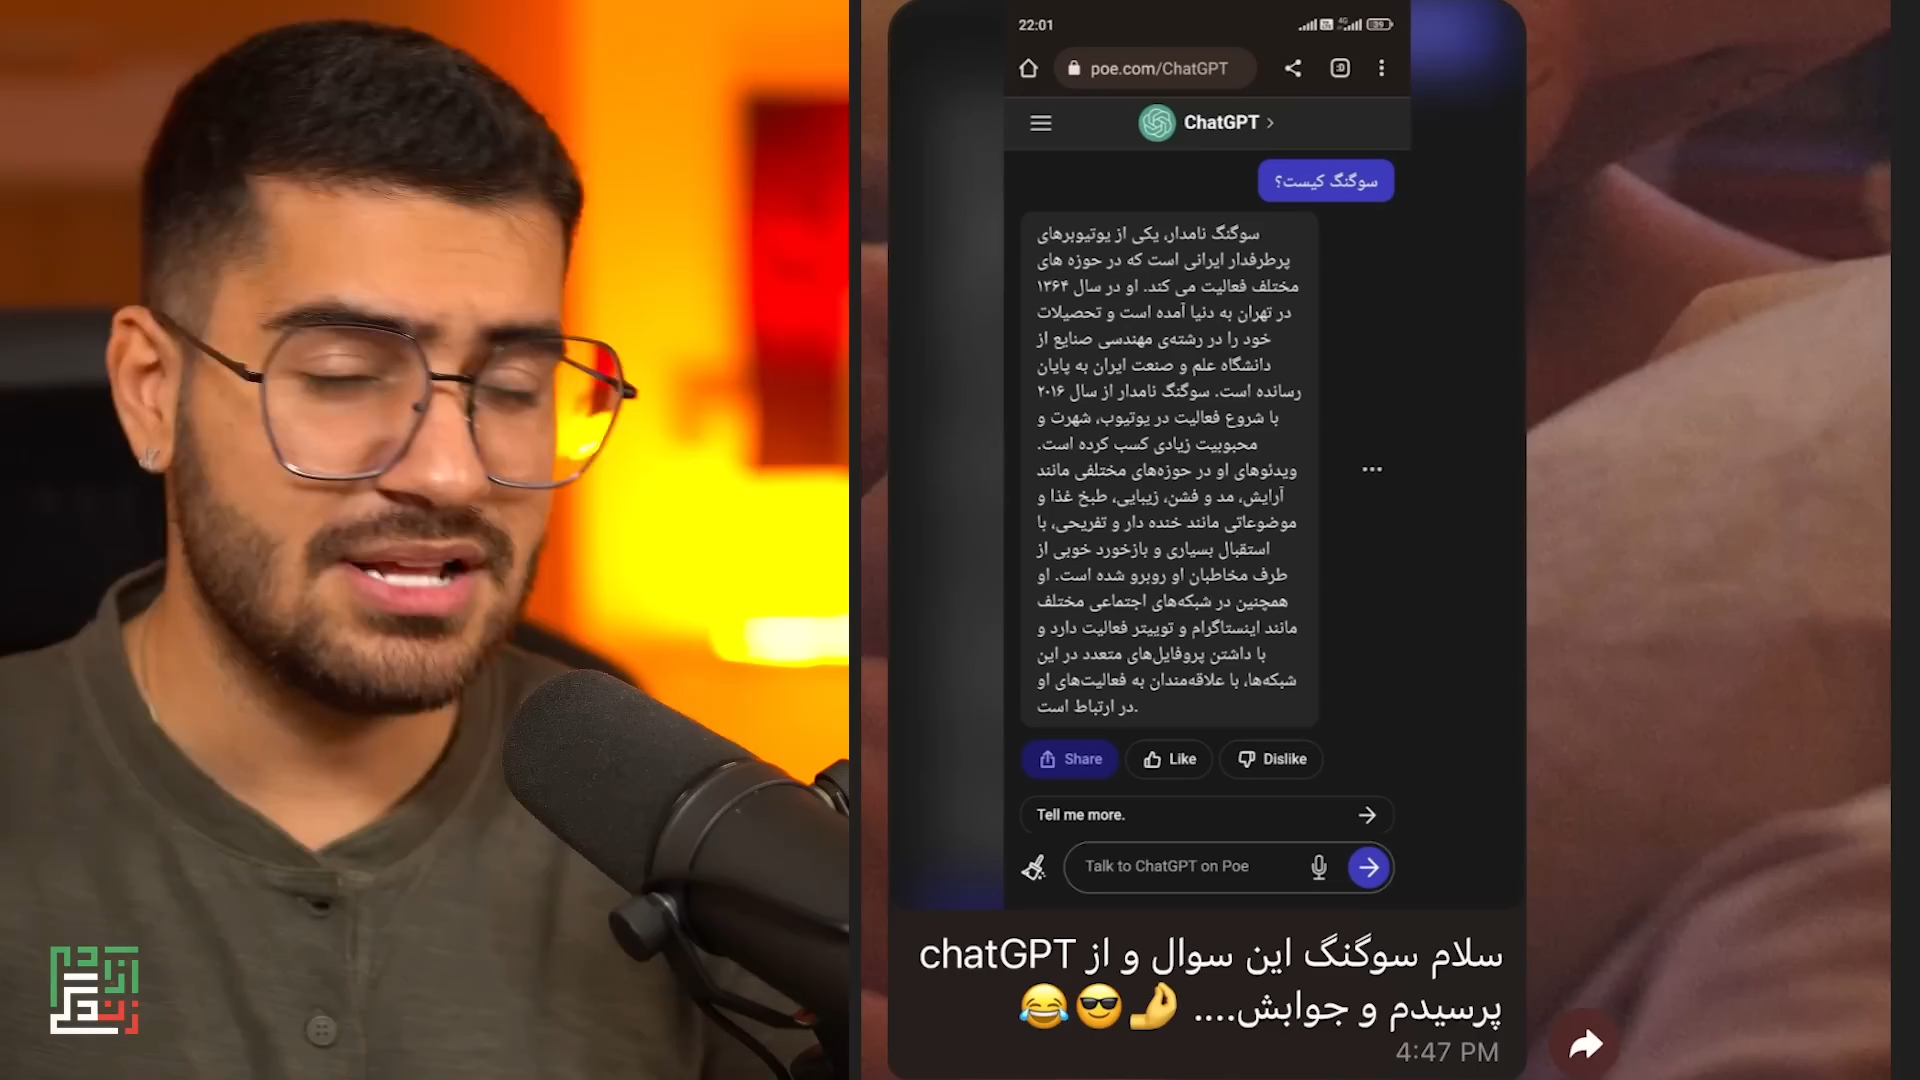 22:01
4G
39
poe.com/ChatGPT
:D
ChatGPT
سوگنگ کیست؟
سوگنگ نامدار، یکی از یوتیوبرهای
پرطرفدار ایرانی است که در حوزه های
مختلف فعالیت می کند. او در سال ۱۳۶۴
در تهران به دنیا آمده است و تحصیلات
خود را در رشته‌ی مهندسی صنایع از
دانشگاه علم و صنعت ایران به پایان
رسانده است. سوگنگ نامدار از سال ۲۰۱۶
با شروع فعالیت در یوتیوب، شهرت و
محبوبیت زیادی کسب کرده است.
ویدئوهای او در حوزه‌های مختلفی مانند
آرایش، مد و فشن، زیبایی، طبخ غذا و
موضوعاتی مانند خنده دار و تفریحی، با
استقبال بسیاری و بازخورد خوبی از
طرف مخاطبان او روبرو شده است. او
همچنین در شبکه‌های اجتماعی مختلف
مانند اینستاگرام و توییتر فعالیت دارد و
با داشتن پروفایل‌های متعدد در این
شبکه‌ها، با علاقه‌مندان به فعالیت‌های او
در ارتباط است.
Share
Like
Dislike
Tell me more.
Talk to ChatGPT on Poe
سلام سوگنگ این سوال و از chatGPT
پرسیدم و جوابش.... 🤌😎😂
4:47 PM